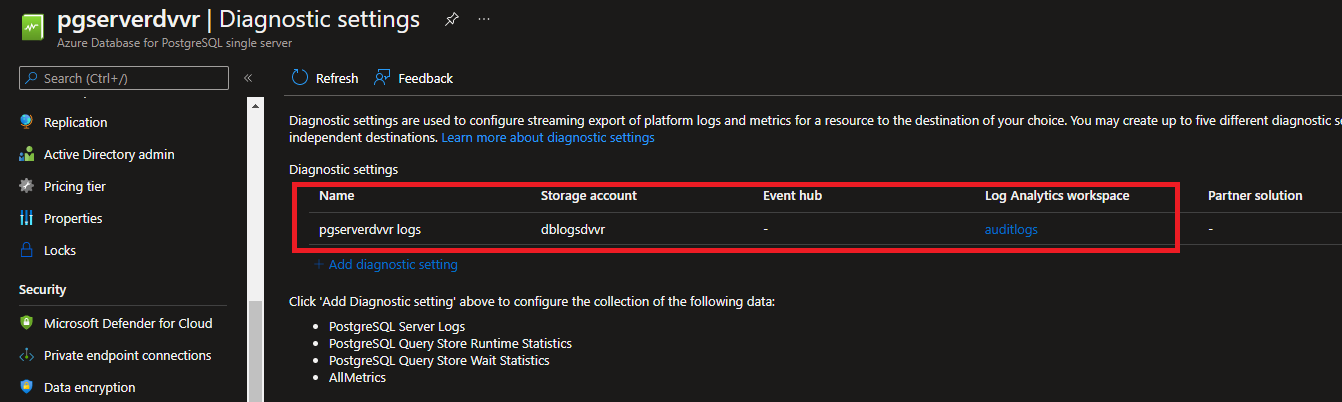 pgserverdvvr | Diagnostic settings
Azure Database for PostgreSQL single server
Search (Ctrl+/)
Replication
Active Directory admin
Pricing tier
Properties
Locks
Security
Microsoft Defender for Cloud
Private endpoint connections
Data encryption
Refresh Feedback
Diagnostic settings are used to configure streaming export of platform logs and metrics for a resource to the destination of your choice. You may create up to five different diagnostic se
independent destinations. Learn more about diagnostic settings
Diagnostic settings
Name Storage account Event hub Log Analytics workspace Partner solution
pgserverdvvr logs dblogsdvvr - auditlogs -
+ Add diagnostic setting
Click 'Add Diagnostic setting' above to configure the collection of the following data:
• PostgreSQL Server Logs
• PostgreSQL Query Store Runtime Statistics
• PostgreSQL Query Store Wait Statistics
• AllMetrics